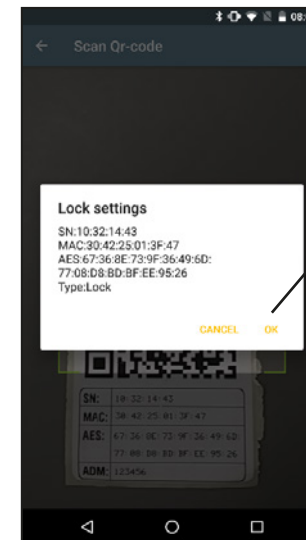 08:
Scan Qr-code
Lock settings
SN:10:32:14:43
MAC:30:42:25:01:3F:47
AES:67:36:8E:73:9F:36:49:6D:
77:08:D8:BD:BF:EE:95:26
Type:Lock
CANCEL OK
SN: 10-32-14-43
MAC: 30-42-25-01-3F-47
AES: 67-36-8E-73-9F-36-49-6D
77-08-D8-BD-BF-EE-95-26
ADM: 123456